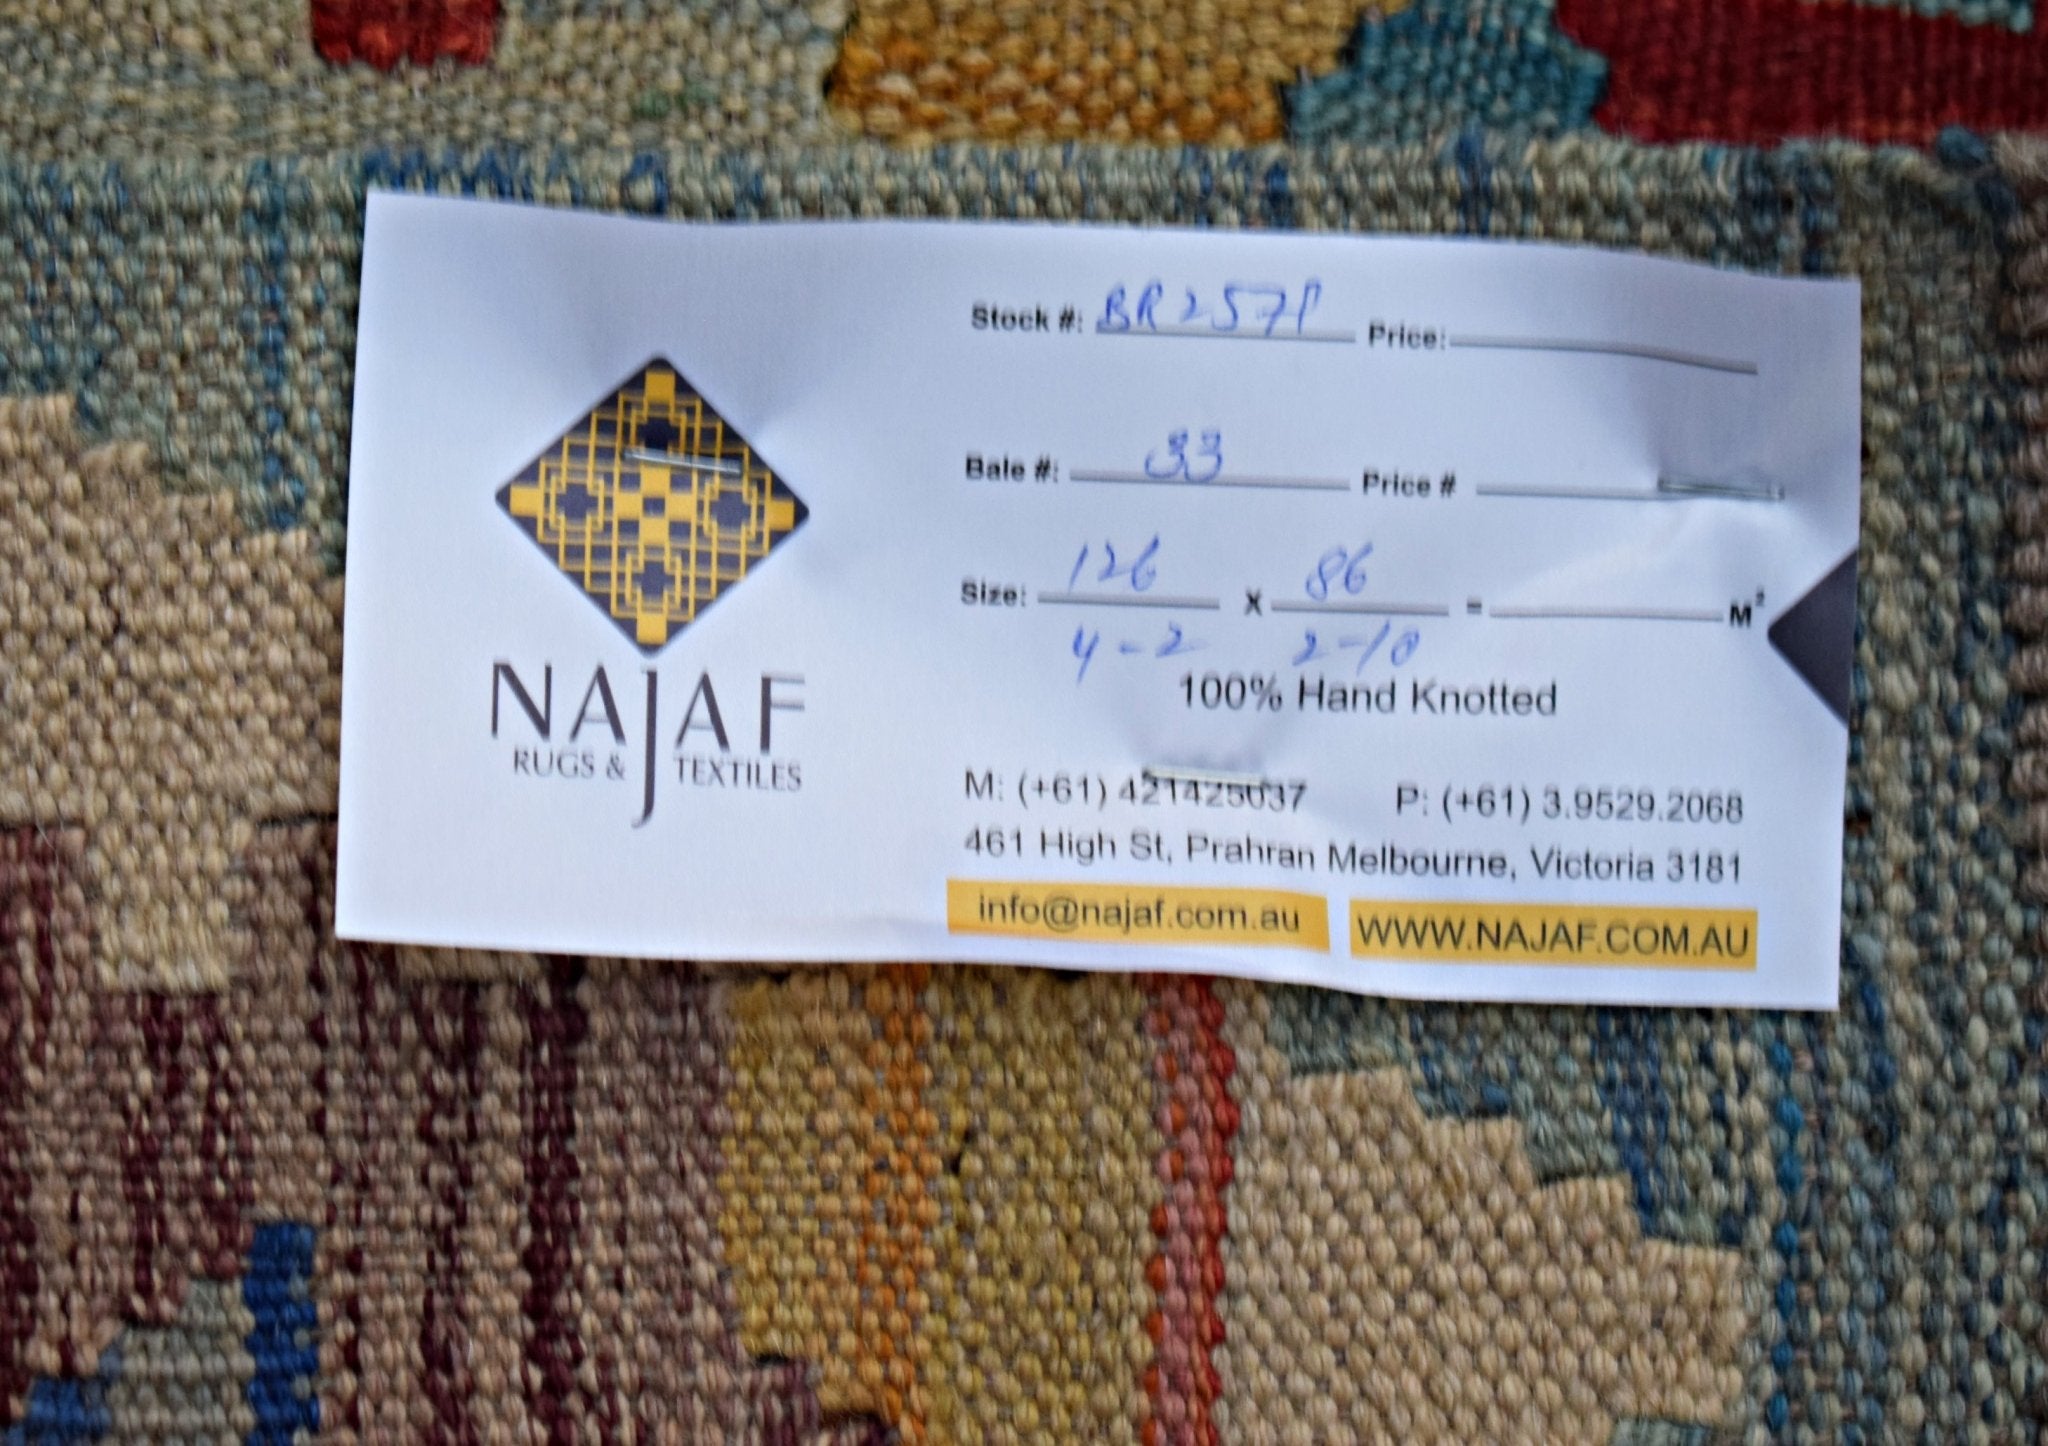 NAJAF
RUGS & TEXTILES
Stock #: BR257P Price:
Bale #: 33 Price #
Size: 126 X 86 = M²
4-2 2-10
100% Hand Knotted
M: (+61) 421425037 P: (+61) 3.9529.2068
461 High St, Prahran Melbourne, Victoria 3181
info@najaf.com.au WWW.NAJAF.COM.AU